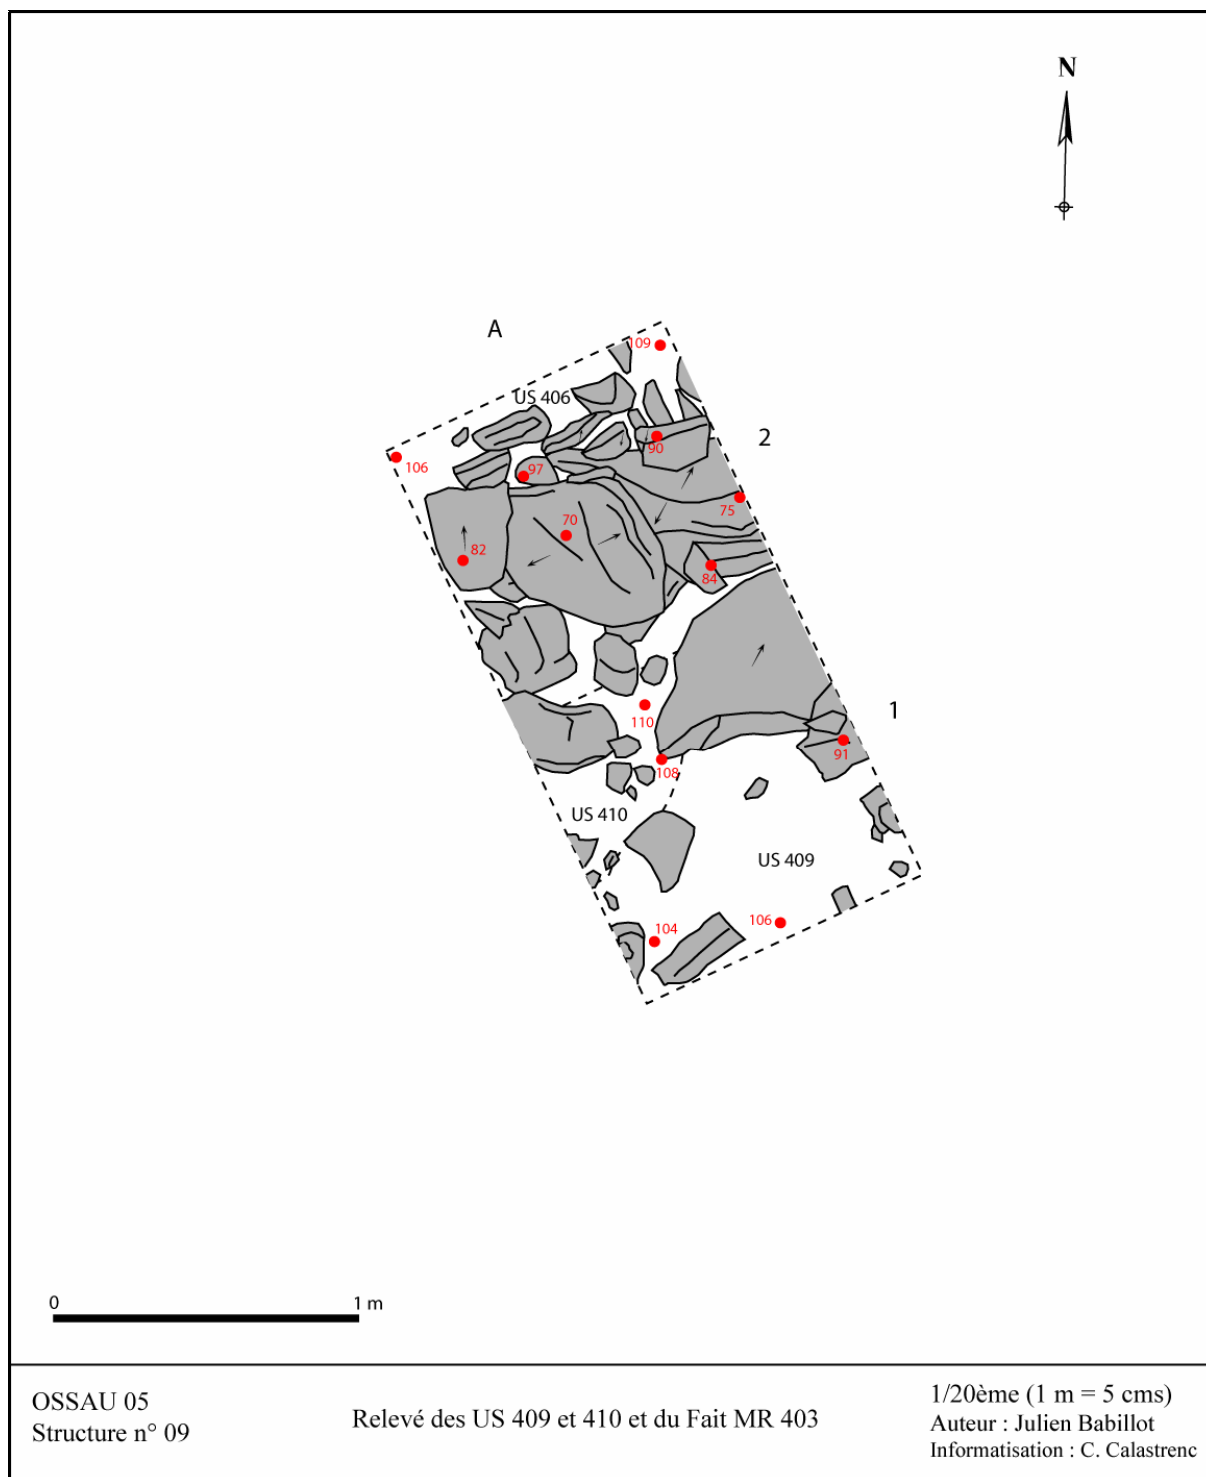 N
A
109
US 406
2
90
106
97
75
70
82
84
110
1
91
108
US 410
US 409
106
104
0 1 m
OSSAU 05
Structure n° 09
Relevé des US 409 et 410 et du Fait MR 403
1/20ème (1 m = 5 cms)
Auteur : Julien Babillot
Informatisation : C. Calastrenc